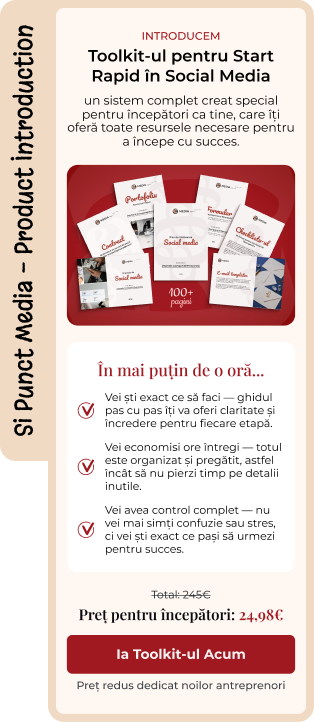 Si Punct Media - Product introduction
INTRODUCEM
Toolkit-ul pentru Start
Rapid în Social Media
un sistem complet creat special
pentru începători ca tine, care îți
oferă toate resursele necesare pentru
a începe cu succes.
Portofoliu
Formular
Contract
Social media
Checklist-ul
Social media
E-mail templates
100+
pagini
În mai puțin de o oră...
Vei ști exact ce să faci — ghidul
pas cu pas îți va oferi claritate și
încredere pentru fiecare etapă.
Vei economisi ore întregi — totul
este organizat și pregătit, astfel
încât să nu pierzi timp pe detalii
inutile.
Vei avea control complet — nu
vei mai simți confuzie sau stres,
ci vei ști exact ce pași să urmezi
pentru succes.
Total: 245€
Preț pentru începători: 24,98€
Ia Toolkit-ul Acum
Preț redus dedicat noilor antreprenori